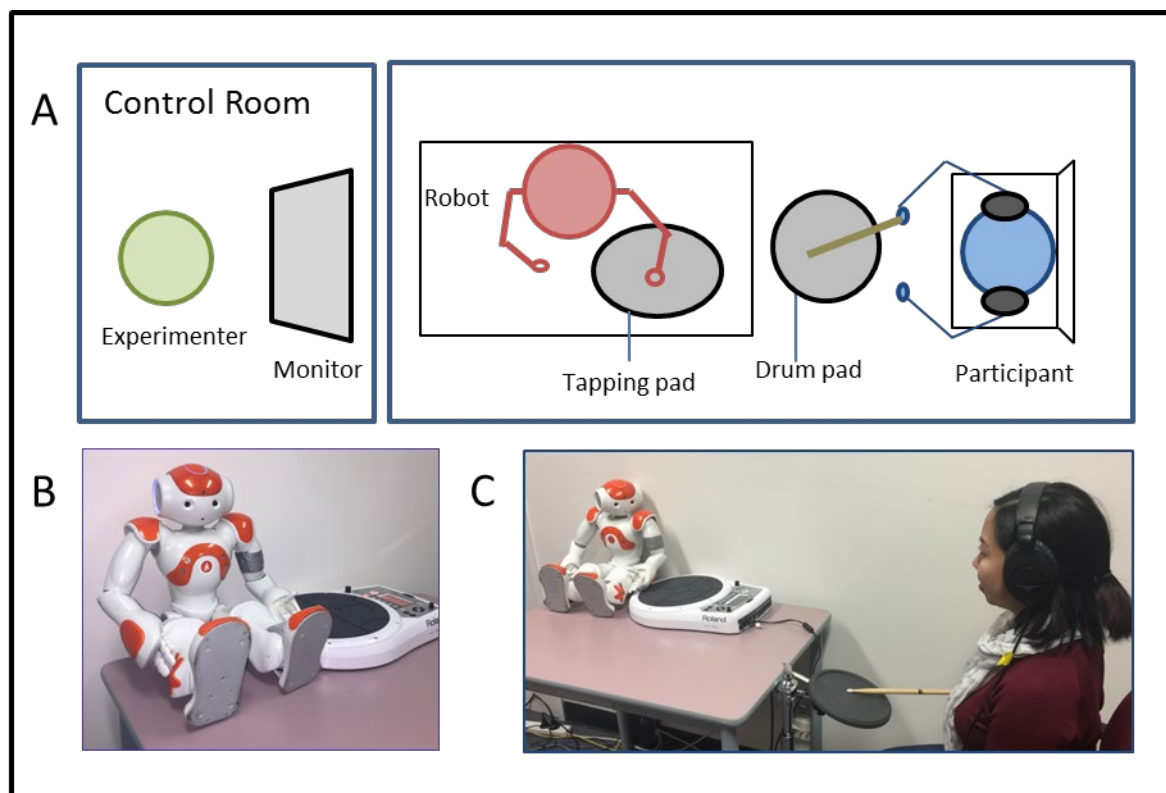 A
Control Room
Robot
Experimenter
Monitor
Tapping pad
Drum pad
Participant
B
C
Roland